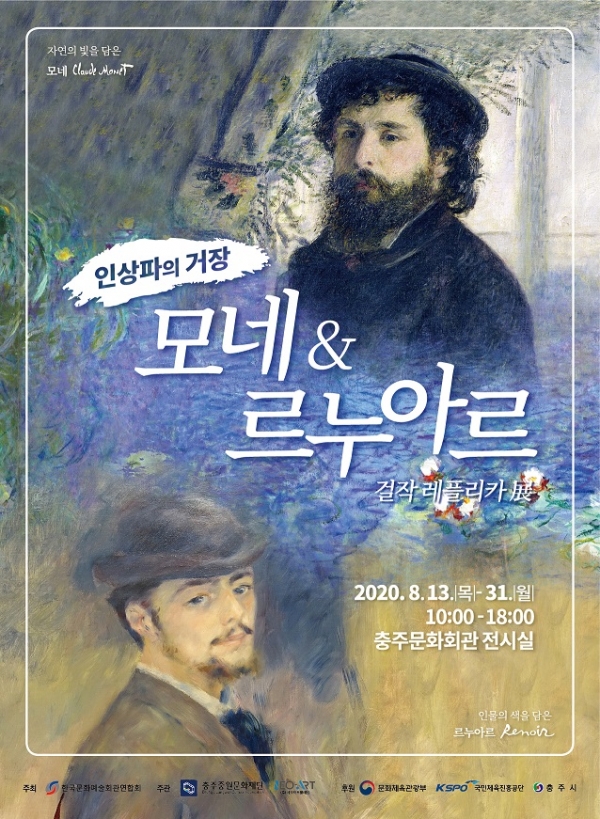 자연의 빛을 담은
모네 Claude Monet
인상파의 거장
모네 &
르누아르
걸작 레플리카 展
2020. 8. 13.|목| - 31.|월|
10:00 - 18:00
충주문화회관 전시실
인물의 색을 담은
르누아르 Renoir
주최 한국문화예술회관연합회 주관 충주중원문화재단 NEO-ART 후원 문화체육관광부 KSPO 국민체육진흥공단 충주시